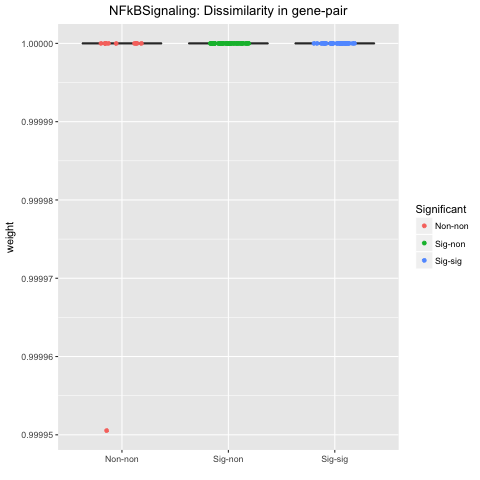 NFkBSignaling: Dissimilarity in gene-pair
1.00000
0.99999
0.99998
0.99997
0.99996
0.99995
weight
Non-non
Sig-non
Sig-sig
Significant
Non-non
Sig-non
Sig-sig